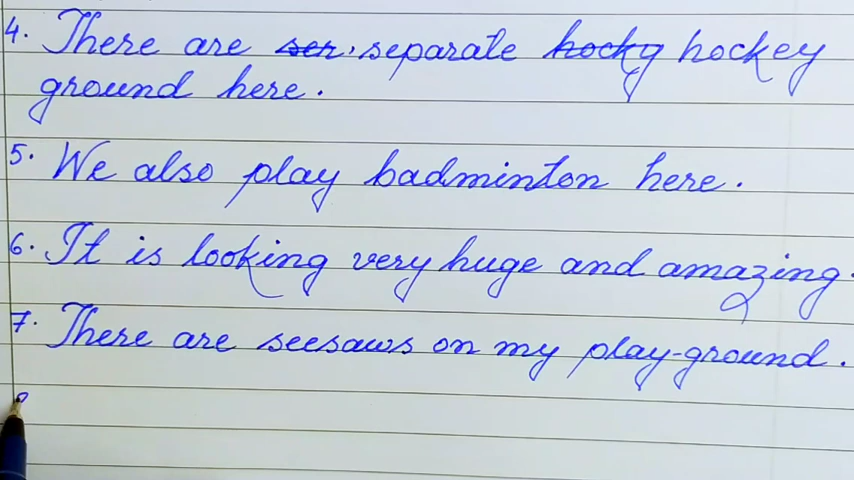 4. There are ser, separate hocky hockey
ground here.
5. We also play badminton here.
6. It is looking very huge and amazing.
7. There are seesaws on my play-ground.